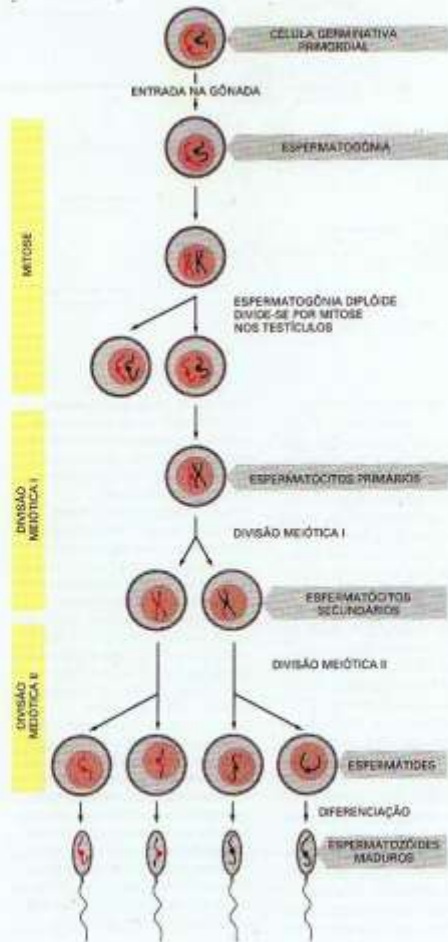 CÉLULA GERMINATIVA
PRIMORDIAL
ENTRADA NA GÔNADA
ESPERMATOGÔNIA
MITOSE
ESPERMATOGÔNIA DIPLÓIDE
DIVIDE-SE POR MITOSE
NOS TESTÍCULOS
ESPERMATÓCITOS PRIMÁRIOS
DIVISÃO
MEIÓTICA I
DIVISÃO MEIÓTICA I
ESPERMATÓCITOS
SECUNDÁRIOS
DIVISÃO MEIÓTICA II
DIVISÃO
MEIÓTICA II
ESPERMÁTIDES
DIFERENCIAÇÃO
ESPERMATOZÓIDES
MADUROS